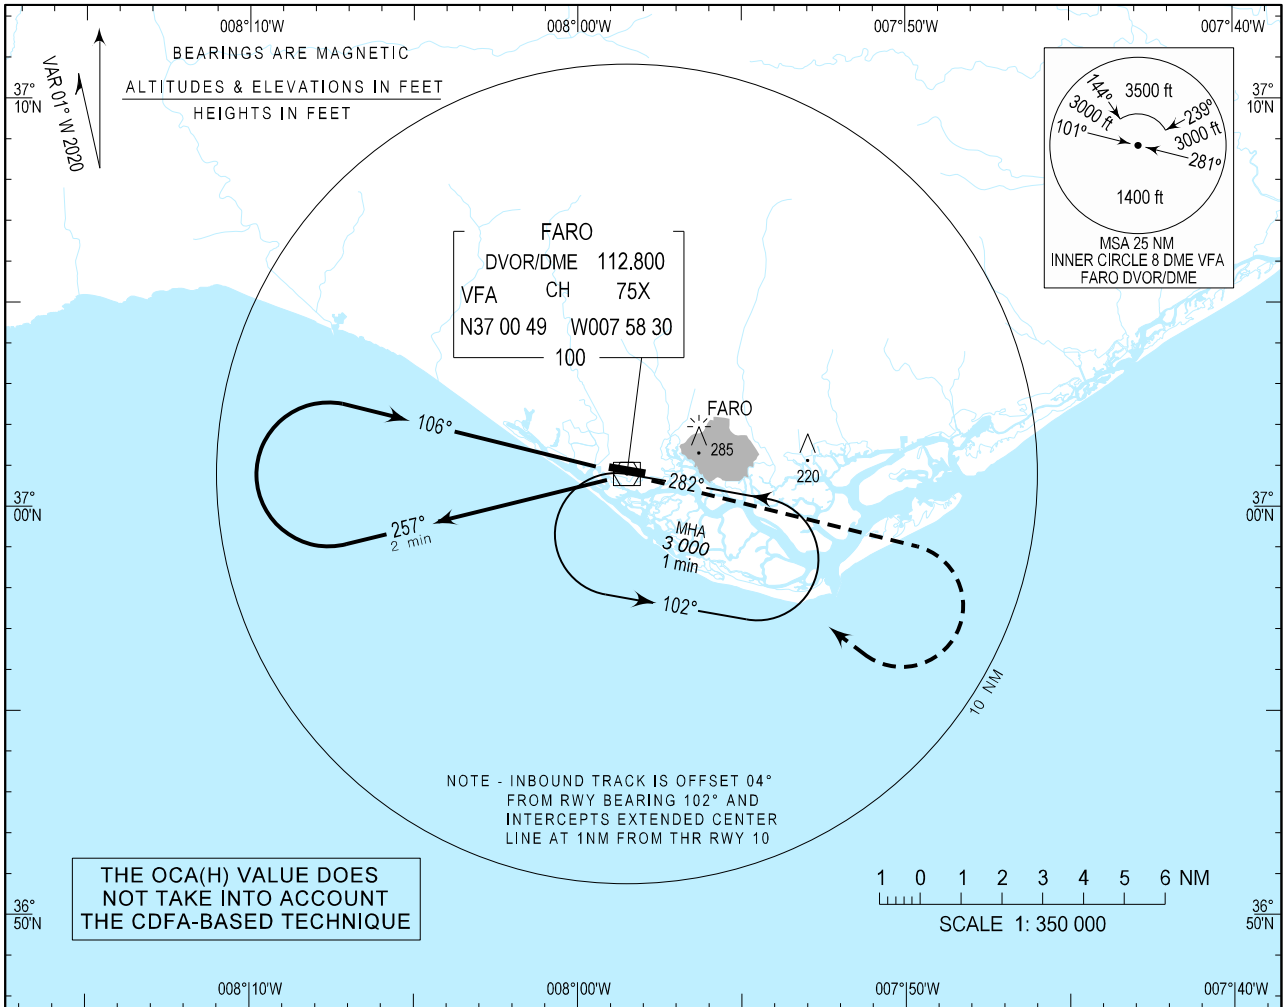 008°10'W
008°00'W
007°50'W
007°40'W
37°
10'N
37°
10'N
VAR 01° W 2020
BEARINGS ARE MAGNETIC
ALTITUDES & ELEVATIONS IN FEET
HEIGHTS IN FEET
144°
3500 ft
239°
3000 ft
3000 ft
101°
281°
1400 ft
MSA 25 NM
INNER CIRCLE 8 DME VFA
FARO DVOR/DME
FARO
DVOR/DME 112.800
VFA CH 75X
N37 00 49 W007 58 30
100
FARO
285
220
106°
282°
257°
2 min
MHA
3 000
1 min
102°
37°
00'N
37°
00'N
10 NM
NOTE - INBOUND TRACK IS OFFSET 04°
FROM RWY BEARING 102° AND
INTERCEPTS EXTENDED CENTER
LINE AT 1NM FROM THR RWY 10
THE OCA(H) VALUE DOES
NOT TAKE INTO ACCOUNT
THE CDFA-BASED TECHNIQUE
1 0 1 2 3 4 5 6 NM
SCALE 1: 350 000
36°
50'N
36°
50'N
008°10'W
008°00'W
007°50'W
007°40'W